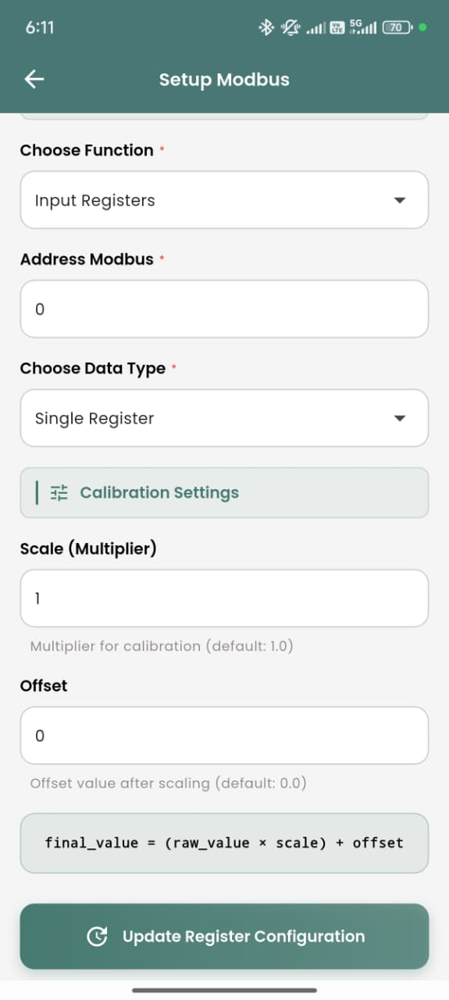 6:11
Vo LTE 5G 70
Setup Modbus
Choose Function *
Input Registers
Address Modbus *
0
Choose Data Type *
Single Register
Calibration Settings
Scale (Multiplier)
1
Multiplier for calibration (default: 1.0)
Offset
0
Offset value after scaling (default: 0.0)
final_value = (raw_value × scale) + offset
Update Register Configuration